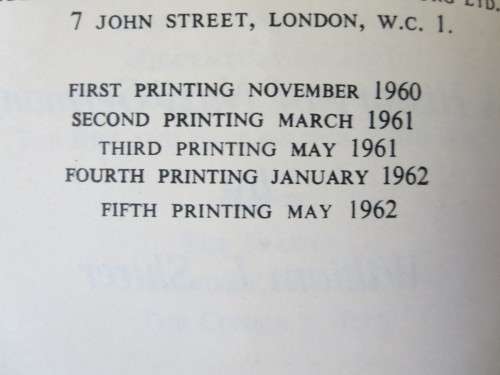 LTD.
7 JOHN STREET, LONDON, W.C. 1.
FIRST PRINTING NOVEMBER 1960
SECOND PRINTING MARCH 1961
THIRD PRINTING MAY 1961
FOURTH PRINTING JANUARY 1962
FIFTH PRINTING MAY 1962